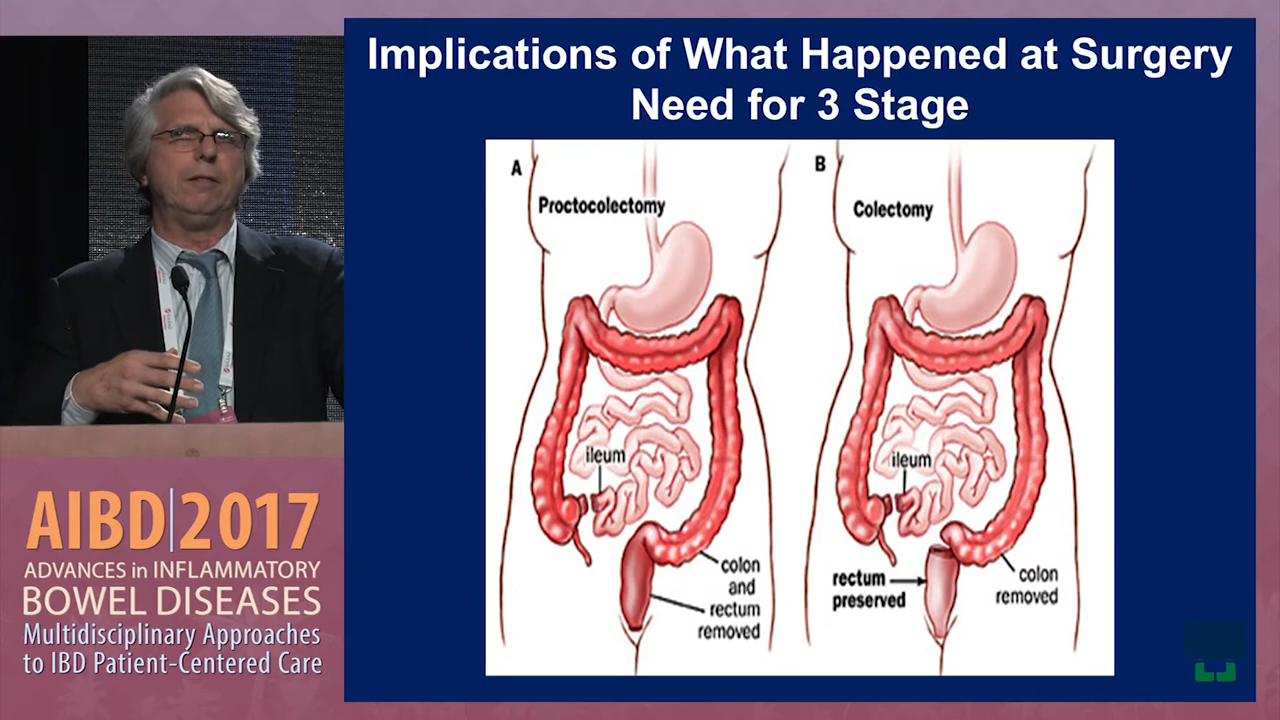 Implications of What Happened at Surgery
Need for 3 Stage
A
Proctocolectomy
ileum
colon
and
rectum
removed
B
Colectomy
ileum
rectum
preserved
colon
removed
AIBD|2017
ADVANCES in INFLAMMATORY
BOWEL DISEASES
Multidisciplinary Approaches
to IBD Patient-Centered Care